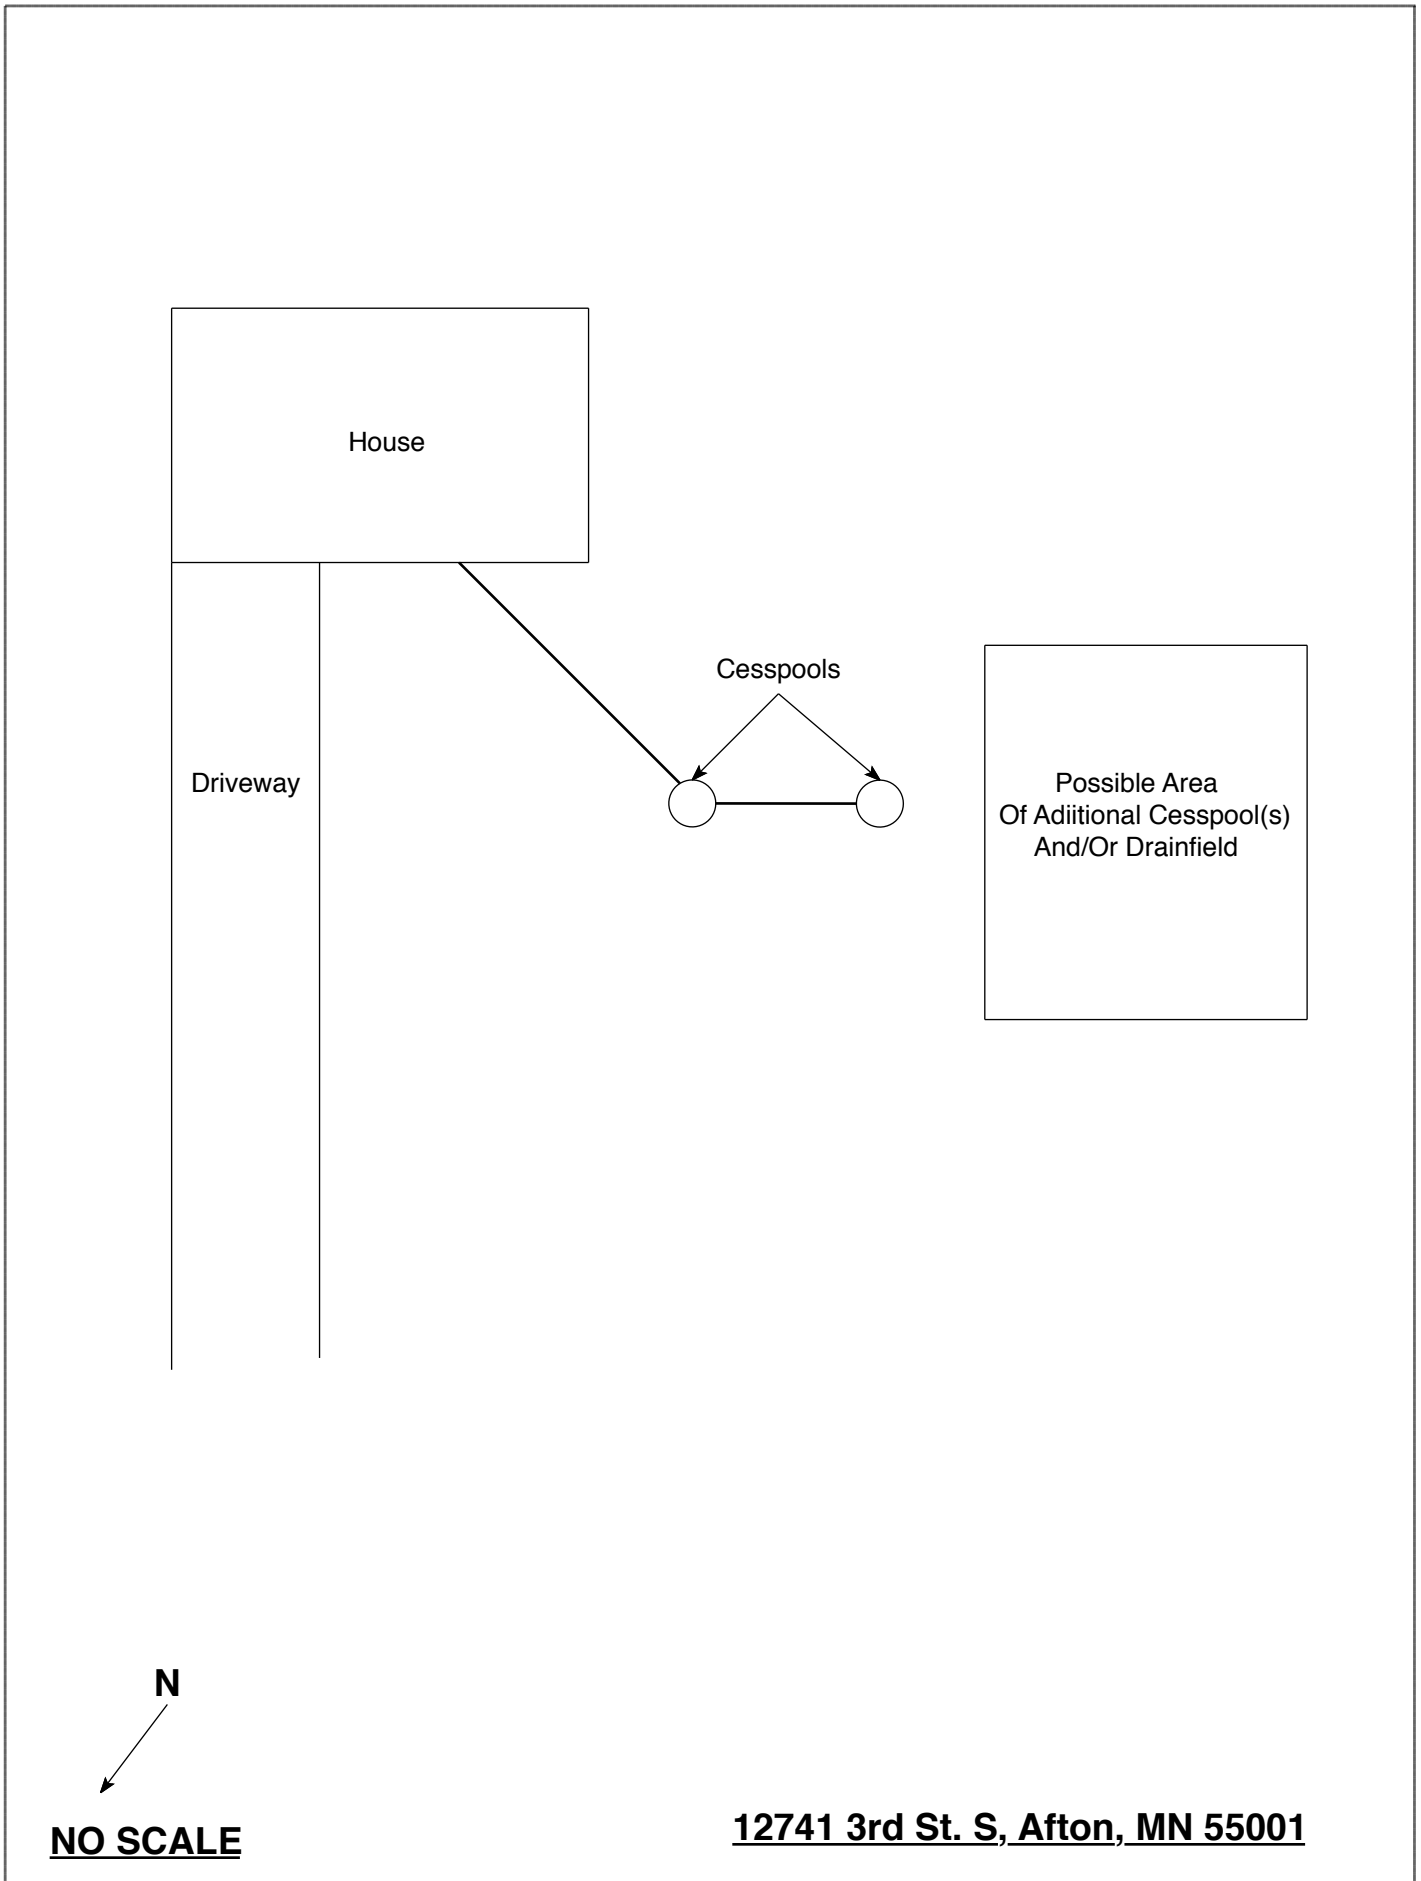 House
Cesspools
Driveway
Possible Area
Of Adiitional Cesspool(s)
And/Or Drainfield
N
NO SCALE
12741 3rd St. S, Afton, MN 55001